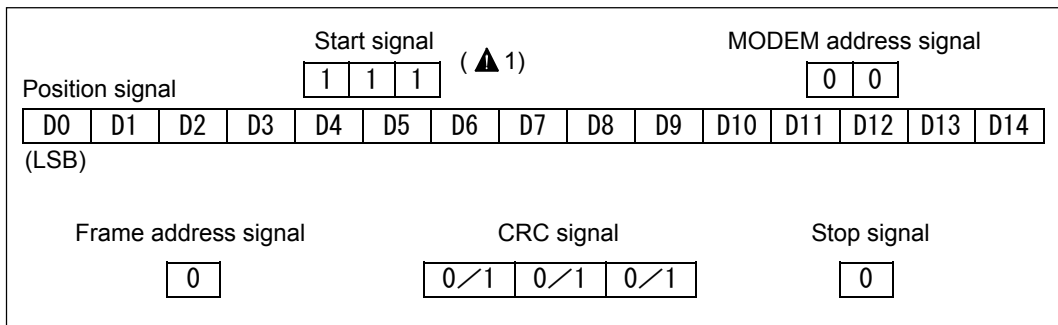 Start signal
MODEM address signal
1 1 1 ( ⚠ 1)
0 0
Position signal
D0 D1 D2 D3 D4 D5 D6 D7 D8 D9 D10 D11 D12 D13 D14
(LSB)
Frame address signal CRC signal Stop signal
0 0/1 0/1 0/1 0